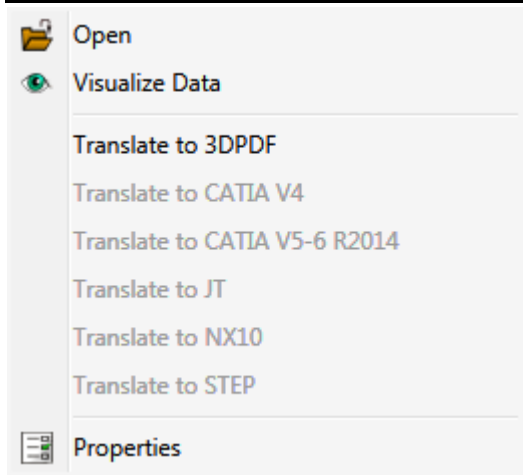 Open
Visualize Data
Translate to 3DPDF
Translate to CATIA V4
Translate to CATIA V5-6 R2014
Translate to JT
Translate to NX10
Translate to STEP
Properties